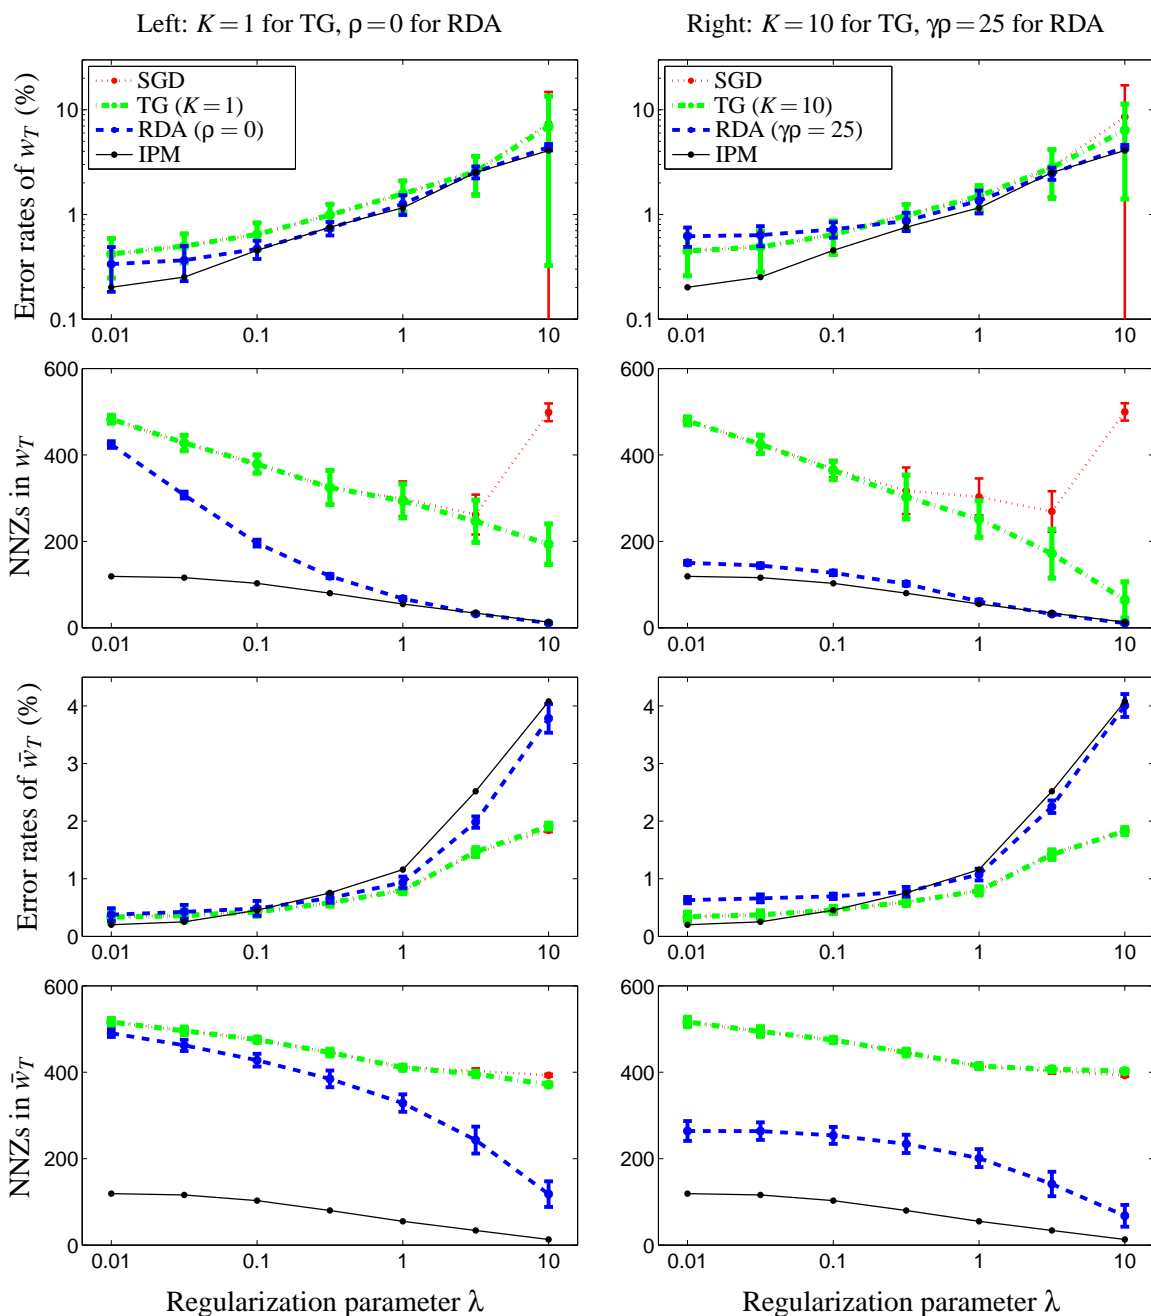 Left: K = 1 for TG, ρ = 0 for RDA
Right: K = 10 for TG, γρ = 25 for RDA
Error rates of w_T (%)
10
1
0.1
SGD
TG (K = 1)
RDA (ρ = 0)
IPM
0.01 0.1 1 10
10
1
0.1
SGD
TG (K = 10)
RDA (γρ = 25)
IPM
0.01 0.1 1 10
NNZs in w_T
600
400
200
0
0.01 0.1 1 10
600
400
200
0
0.01 0.1 1 10
Error rates of w̄_T (%)
4
3
2
1
0
0.01 0.1 1 10
4
3
2
1
0
0.01 0.1 1 10
NNZs in w̄_T
600
400
200
0
0.01 0.1 1 10
Regularization parameter λ
600
400
200
0
0.01 0.1 1 10
Regularization parameter λ